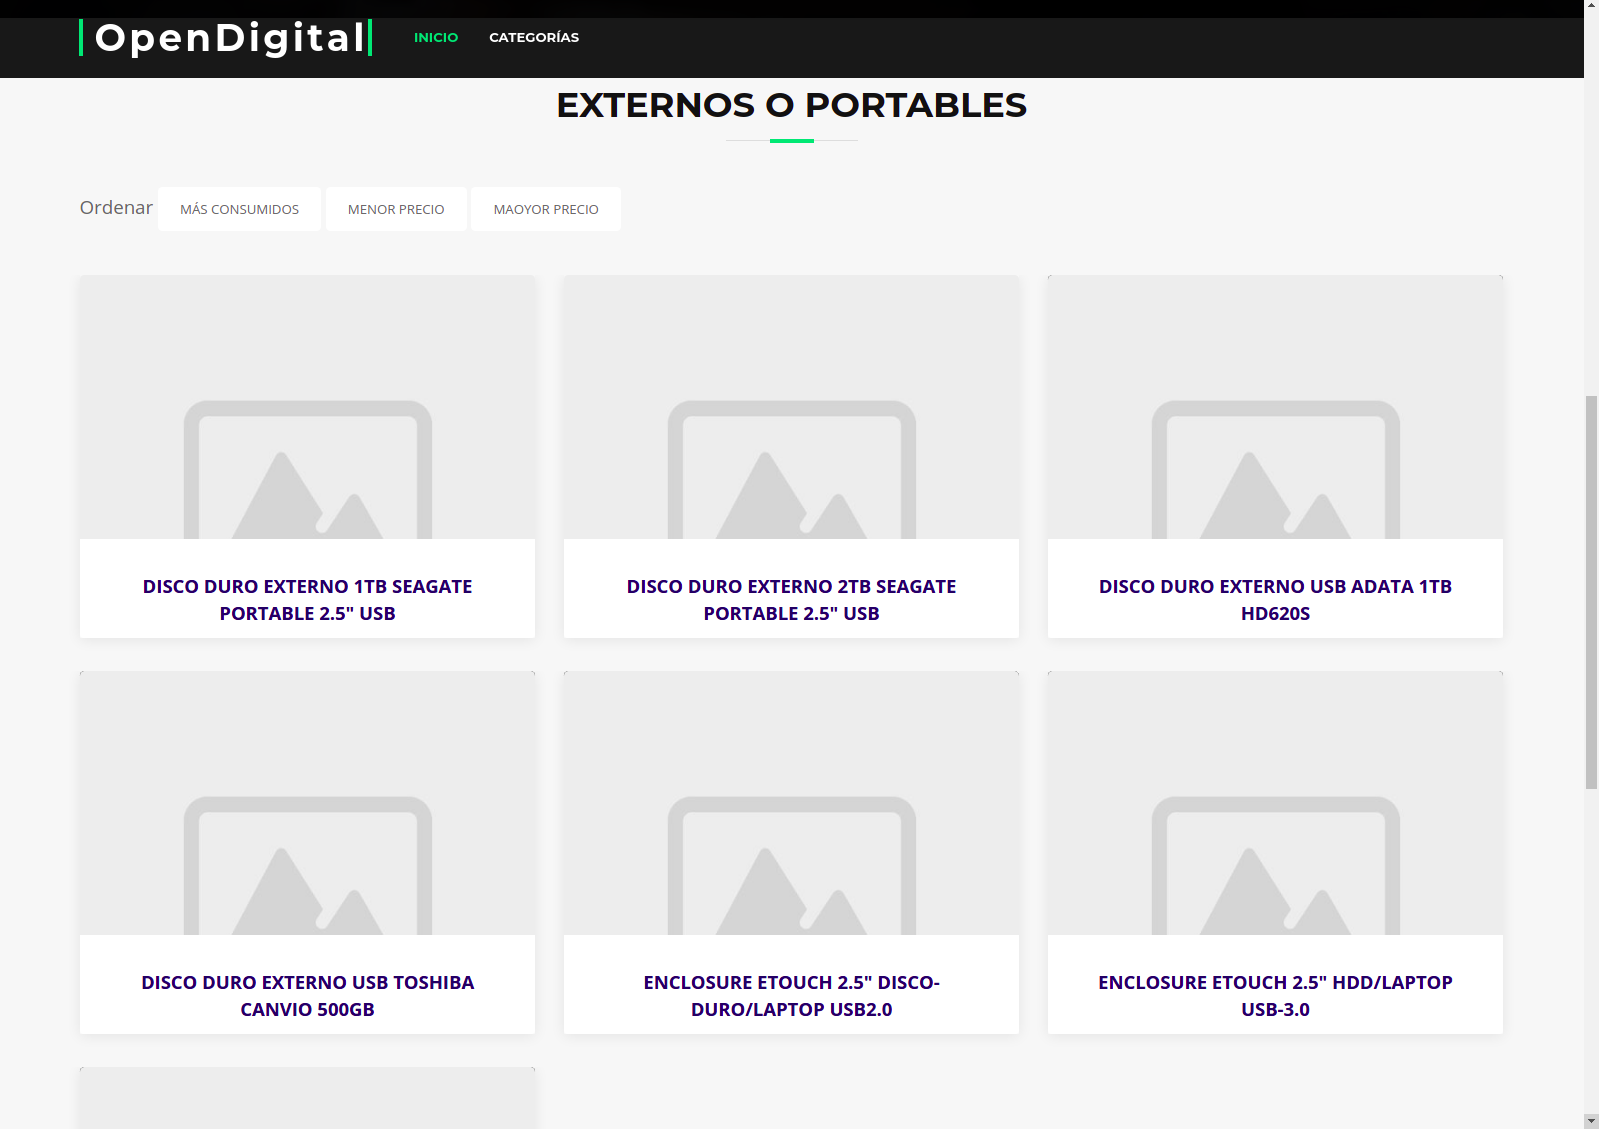 OpenDigital
INICIO
CATEGORÍAS
EXTERNOS O PORTABLES
Ordenar
MÁS CONSUMIDOS
MENOR PRECIO
MAOYOR PRECIO
DISCO DURO EXTERNO 1TB SEAGATE
PORTABLE 2.5" USB
DISCO DURO EXTERNO 2TB SEAGATE
PORTABLE 2.5" USB
DISCO DURO EXTERNO USB ADATA 1TB
HD620S
DISCO DURO EXTERNO USB TOSHIBA
CANVIO 500GB
ENCLOSURE ETOUCH 2.5" DISCO-
DURO/LAPTOP USB2.0
ENCLOSURE ETOUCH 2.5" HDD/LAPTOP
USB-3.0